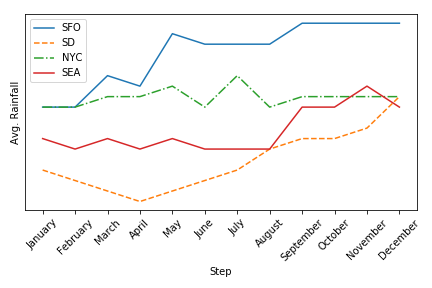 SFO
SD
NYC
SEA
Avg. Rainfall
January
February
March
April
May
June
July
August
September
October
November
December
Step